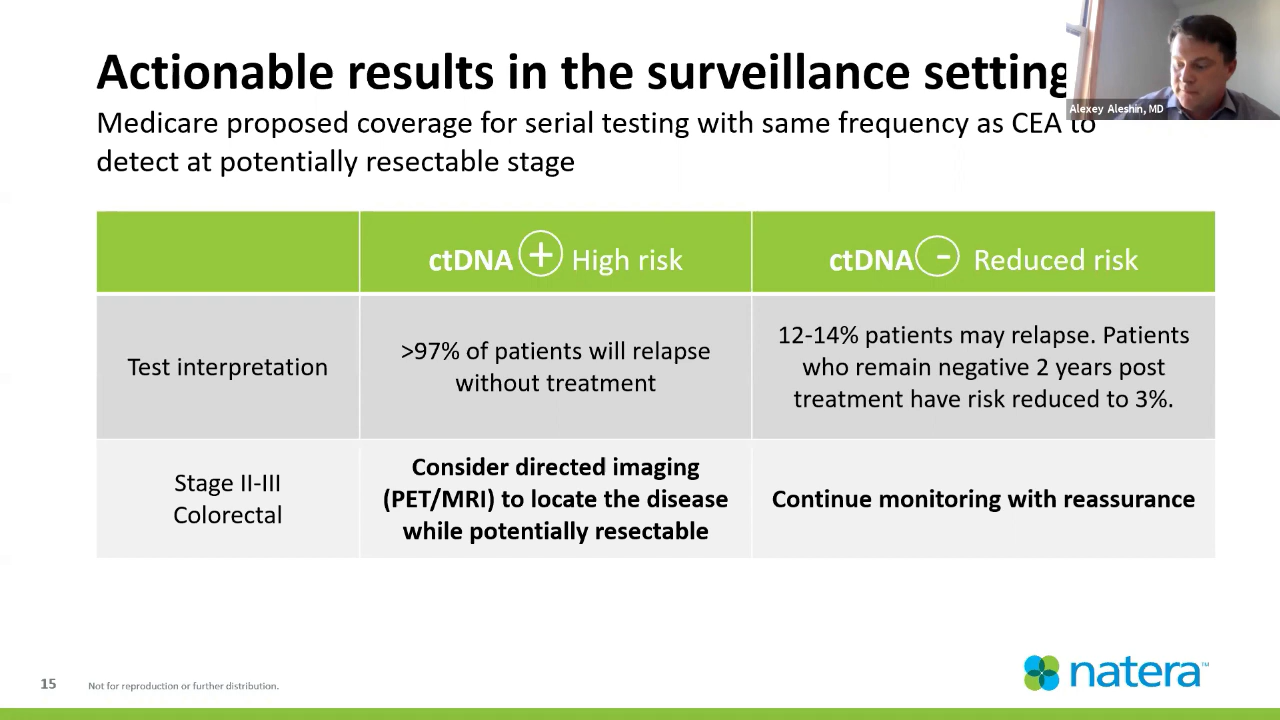 Actionable results in the surveillance setting
Alexey Aleshin, MD
Medicare proposed coverage for serial testing with same frequency as CEA to
detect at potentially resectable stage
ctDNA + High risk
ctDNA - Reduced risk
Test interpretation
>97% of patients will relapse
without treatment
12-14% patients may relapse. Patients
who remain negative 2 years post
treatment have risk reduced to 3%.
Stage II-III
Colorectal
Consider directed imaging
(PET/MRI) to locate the disease
while potentially resectable
Continue monitoring with reassurance
15
Not for reproduction or further distribution.
natera™